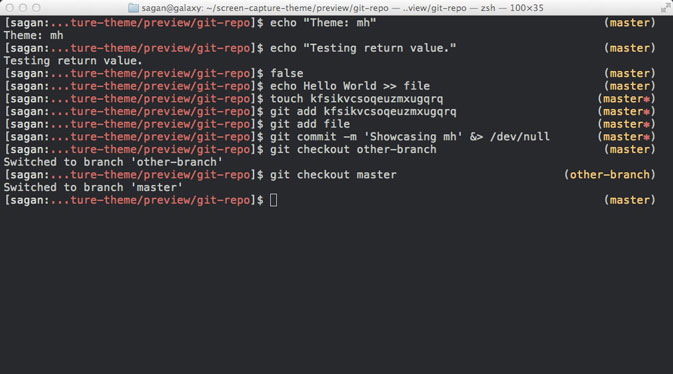 sagan@galaxy: ~/screen-capture-theme/preview/git-repo — ..view/git-repo — zsh — 100×35
[sagan:...ture-theme/preview/git-repo]$ echo "Theme: mh" (master)
Theme: mh
[sagan:...ture-theme/preview/git-repo]$ echo "Testing return value." (master)
Testing return value.
[sagan:...ture-theme/preview/git-repo]$ false (master)
[sagan:...ture-theme/preview/git-repo]$ echo Hello World >> file (master)
[sagan:...ture-theme/preview/git-repo]$ touch kfsikvcsoqeuzmxugqrq (master*)
[sagan:...ture-theme/preview/git-repo]$ git add kfsikvcsoqeuzmxugqrq (master*)
[sagan:...ture-theme/preview/git-repo]$ git add file (master*)
[sagan:...ture-theme/preview/git-repo]$ git commit -m 'Showcasing mh' &> /dev/null (master*)
[sagan:...ture-theme/preview/git-repo]$ git checkout other-branch (master)
Switched to branch 'other-branch'
[sagan:...ture-theme/preview/git-repo]$ git checkout master (other-branch)
Switched to branch 'master'
[sagan:...ture-theme/preview/git-repo]$ (master)